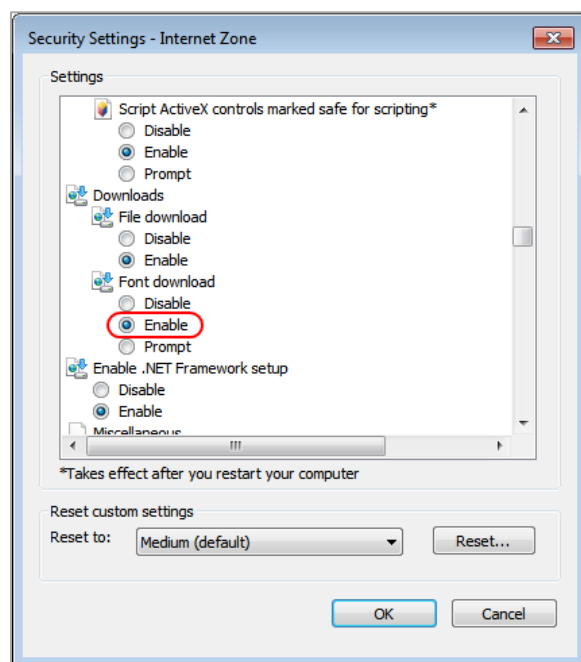 Security Settings - Internet Zone
Settings
Script ActiveX controls marked safe for scripting*
Disable
Enable
Prompt
Downloads
File download
Disable
Enable
Font download
Disable
Enable
Prompt
Enable .NET Framework setup
Disable
Enable
Miscellaneous
*Takes effect after you restart your computer
Reset custom settings
Reset to: Medium (default) Reset...
OK Cancel